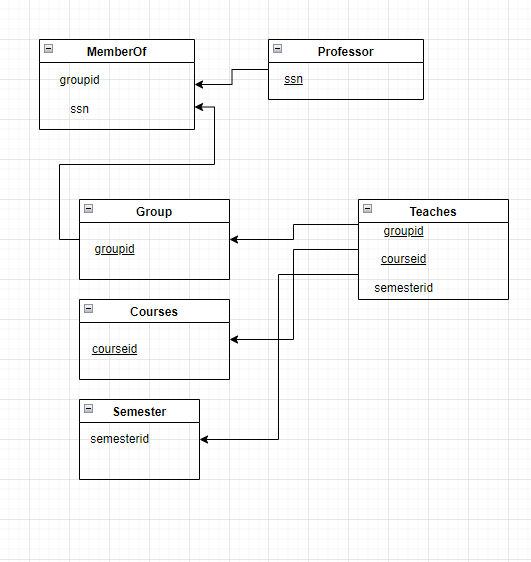 MemberOf
groupid
ssn
Professor
ssn
Group
groupid
Teaches
groupid
courseid
semesterid
Courses
courseid
Semester
semesterid